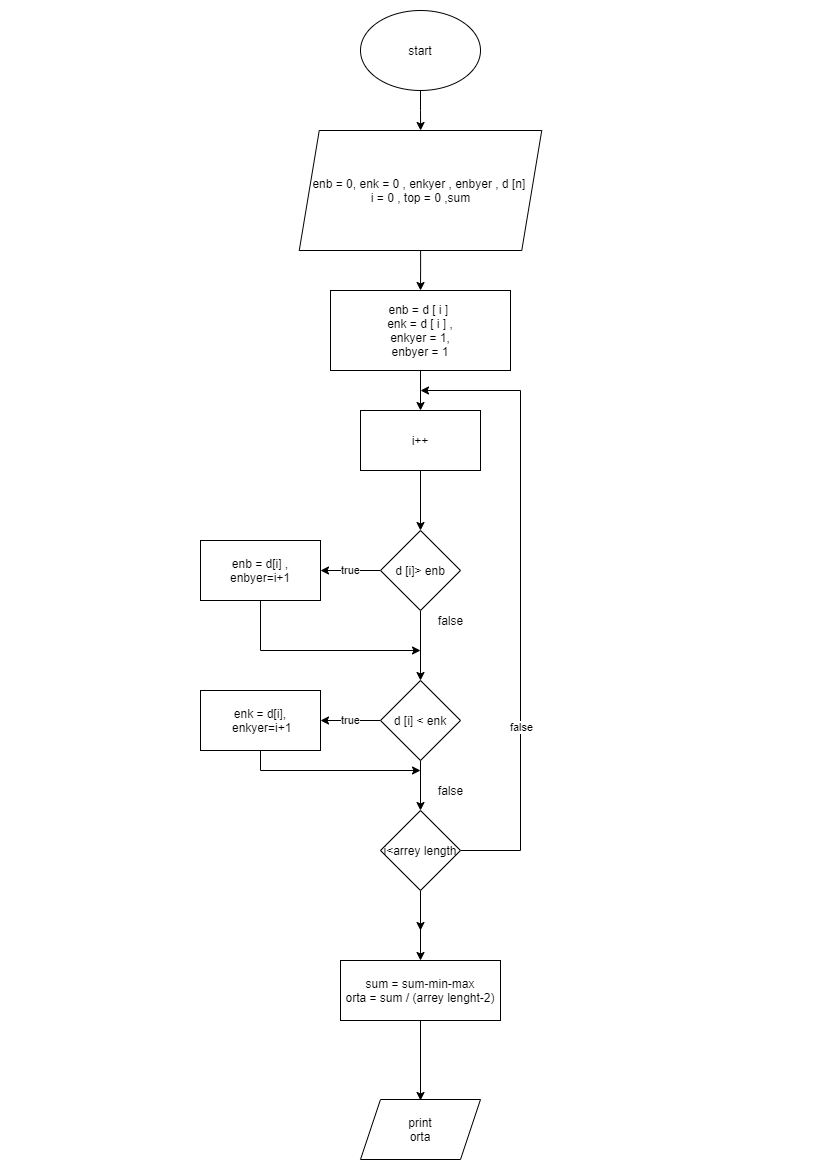 start
enb = 0, enk = 0 , enkyer , enbyer , d [n]
i = 0 , top = 0 ,sum
enb = d [ i ]
enk = d [ i ] ,
enkyer = 1,
enbyer = 1
i++
enb = d[i] ,
enbyer=i+1
true
d [i]> enb
false
enk = d[i],
enkyer=i+1
true
d [i] < enk
false
false
i<arrey length
sum = sum-min-max
orta = sum / (arrey lenght-2)
print
orta